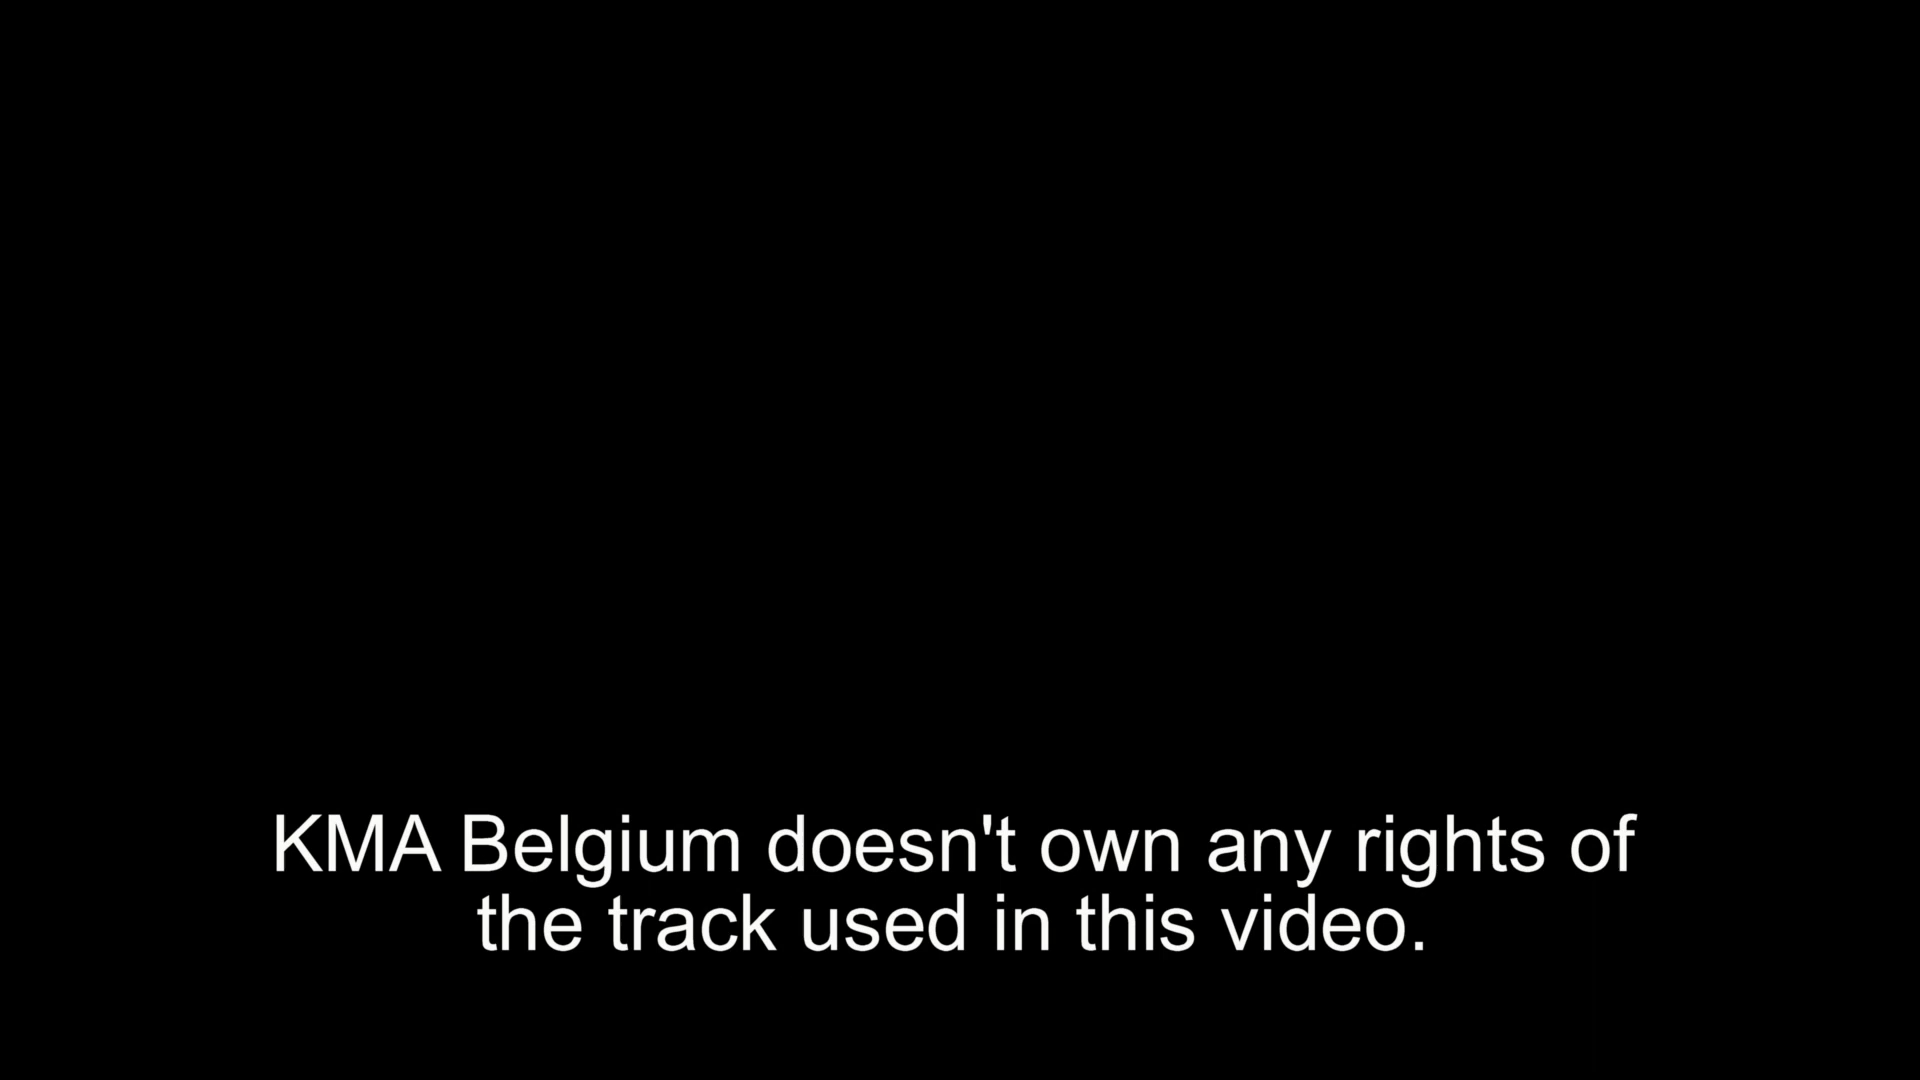 KMA Belgium doesn't own any rights of
the track used in this video.